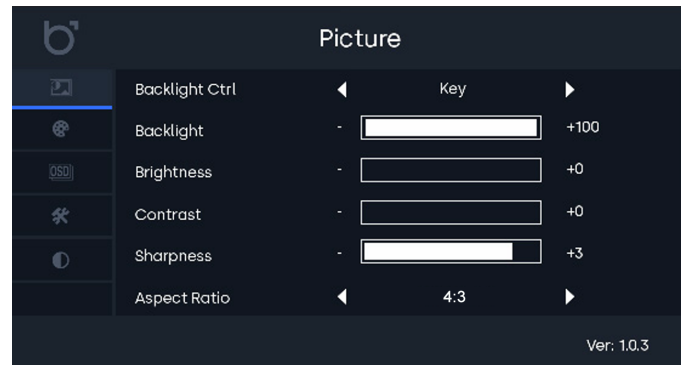 Picture
Backlight Ctrl Key
Backlight - +100
Brightness - +0
OSD
Contrast - +0
Sharpness - +3
Aspect Ratio 4:3
Ver: 1.0.3